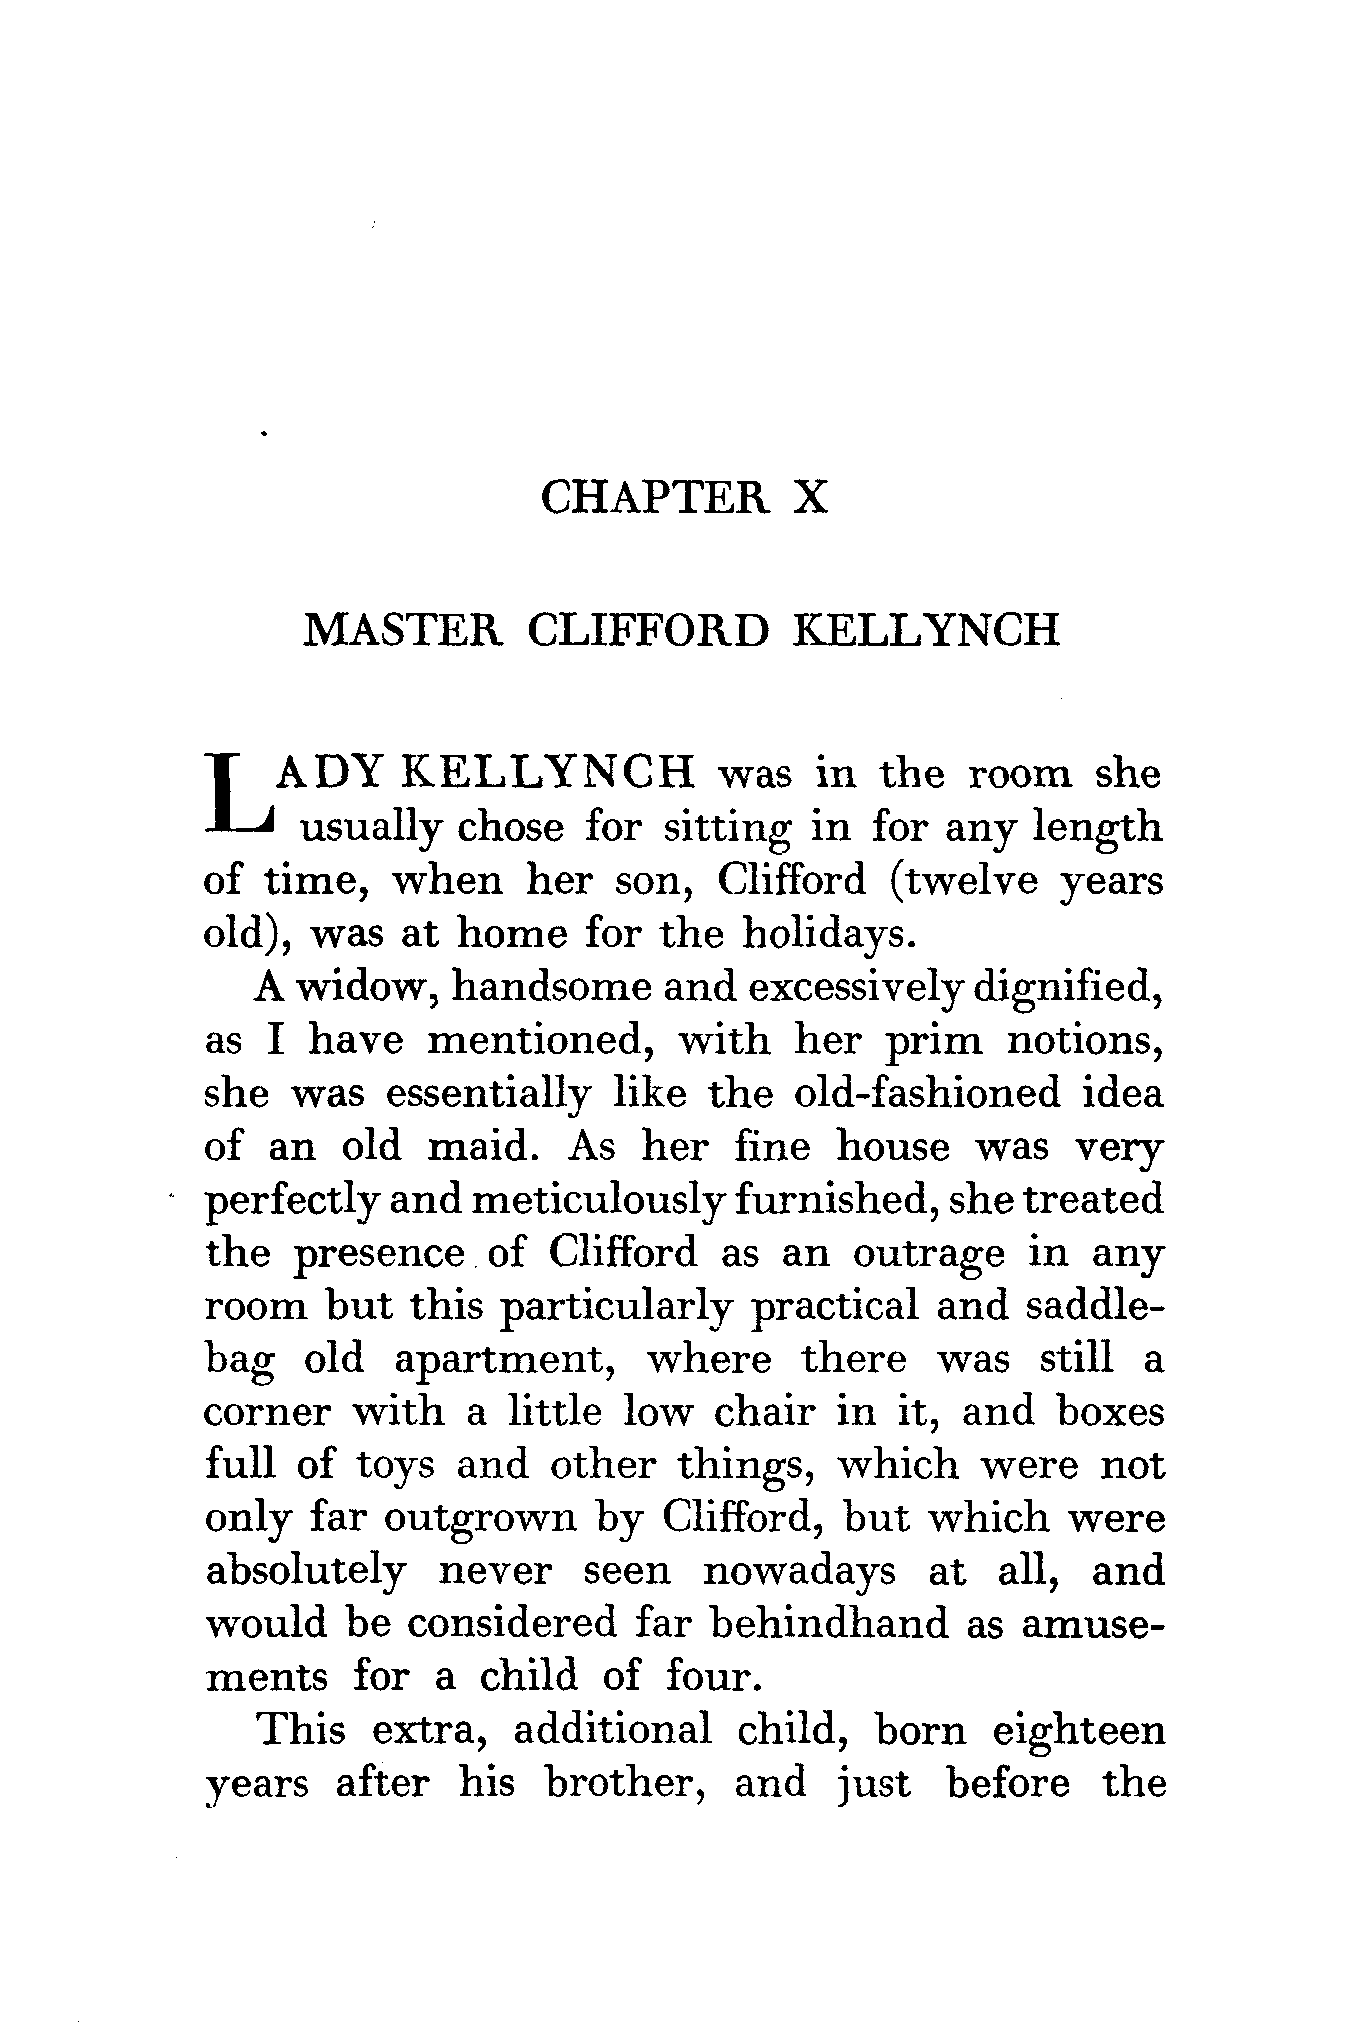 CHAPTER X
MASTER CLIFFORD KELLYNCH
LADY KELLYNCH was in the room she
usually chose for sitting in for any length
of time, when her son, Clifford (twelve years
old), was at home for the holidays.
A widow, handsome and excessively dignified,
as I have mentioned, with her prim notions,
she was essentially like the old-fashioned idea
of an old maid. As her fine house was very
perfectly and meticulously furnished, she treated
the presence of Clifford as an outrage in any
room but this particularly practical and saddle-
bag old apartment, where there was still a
corner with a little low chair in it, and boxes
full of toys and other things, which were not
only far outgrown by Clifford, but which were
absolutely never seen nowadays at all, and
would be considered far behindhand as amuse-
ments for a child of four.
This extra, additional child, born eighteen
years after his brother, and just before the